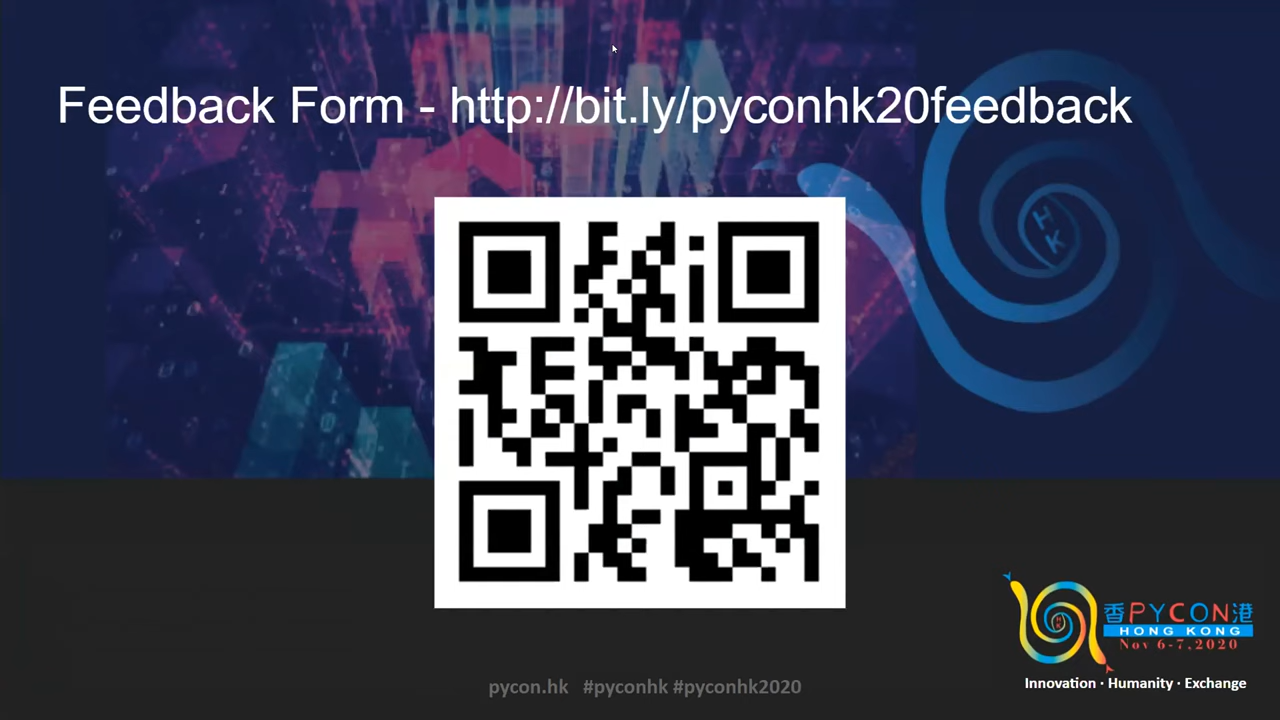 Feedback Form - http://bit.ly/pyconhk20feedback
HK
香PYCON港
HONG KONG
Nov 6-7,2020
Innovation · Humanity · Exchange
pycon.hk #pyconhk #pyconhk2020